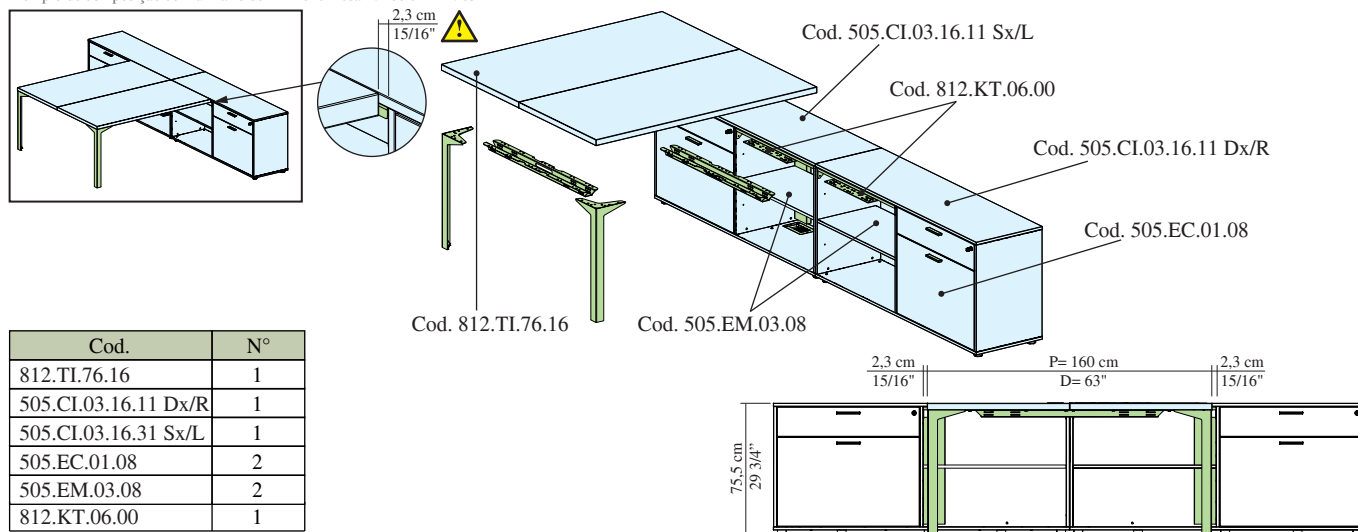 2,3 cm
15/16"
Cod. 505.CI.03.16.11 Sx/L
Cod. 812.KT.06.00
Cod. 505.CI.03.16.11 Dx/R
Cod. 505.EC.01.08
Cod. 812.TI.76.16
Cod. 505.EM.03.08
Cod. N°
812.TI.76.16 1
505.CI.03.16.11 Dx/R 1
505.CI.03.16.31 Sx/L 1
505.EC.01.08 2
505.EM.03.08 2
812.KT.06.00 1
2,3 cm P= 160 cm 2,3 cm
15/16" D= 63" 15/16"
75,5 cm
29 3/4”